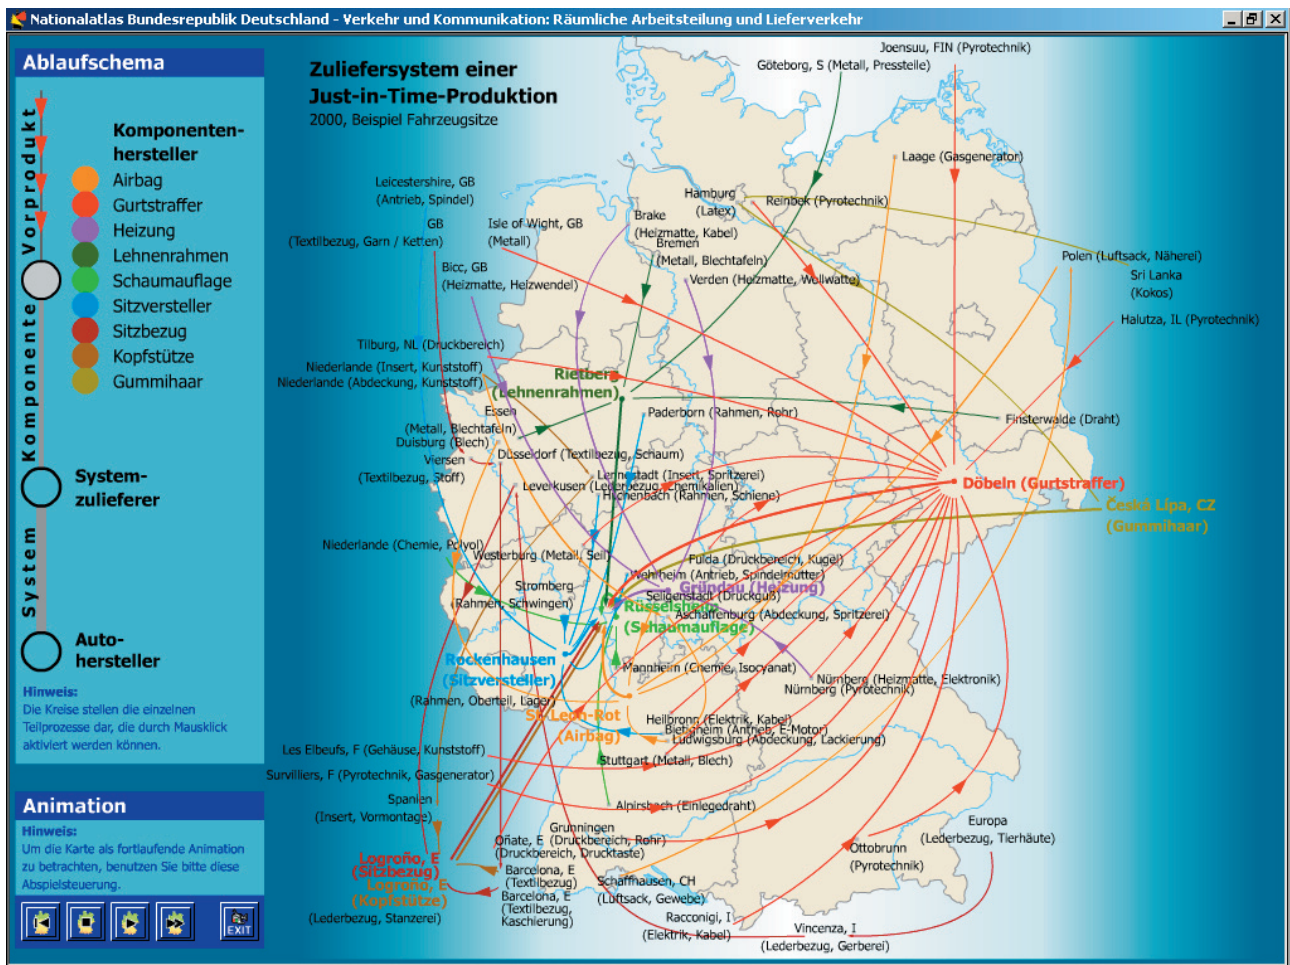 Nationalatlas Bundesrepublik Deutschland - Verkehr und Kommunikation: Räumliche Arbeitsteilung und Lieferverkehr
Ablaufschema
Vorprodukt
Komponente
System
Komponenten-
hersteller
Airbag
Gurtstraffer
Heizung
Lehnenrahmen
Schaumauflage
Sitzversteller
Sitzbezug
Kopfstütze
Gummihaar
System-
zulieferer
Auto-
hersteller
Hinweis:
Die Kreise stellen die einzelnen
Teilprozesse dar, die durch Mausklick
aktiviert werden können.
Animation
Hinweis:
Um die Karte als fortlaufende Animation
zu betrachten, benutzen Sie bitte diese
Abspielsteuerung.
EXIT
Zuliefersystem einer
Just-in-Time-Produktion
2000, Beispiel Fahrzeugsitze
Joensuu, FIN (Pyrotechnik)
Göteborg, S (Metall, Pressteile)
Laage (Gasgenerator)
Leicestershire, GB
(Antrieb, Spindel)
Hamburg
(Latex)
Reinbek (Pyrotechnik)
GB
(Textilbezug, Garn / Ketten)
Isle of Wight, GB
(Metall)
Brake
(Heizmatte, Kabel)
Bremen
(Metall, Blechtafeln)
Verden (Heizmatte, Wollwatte)
Polen (Luftsack, Näherei)
Sri Lanka
(Kokos)
Bicc, GB
(Heizmatte, Heizwendel)
Halutza, IL (Pyrotechnik)
Tilburg, NL (Druckbereich)
Niederlande (Insert, Kunststoff)
Niederlande (Abdeckung, Kunststoff)
Rietberg
(Lehnenrahmen)
Essen
(Metall, Blechtafeln)
Paderborn (Rahmen, Rohr)
Finsterwalde (Draht)
Duisburg (Blech)
Viersen
(Textilbezug, Stoff)
Düsseldorf (Textilbezug, Schaum)
Lennestadt (Insert, Spritzerei)
Leverkusen (Lederbezug, Chemikalien)
Hilchenbach (Rahmen, Schiene)
Döbeln (Gurtstraffer)
Česká Lípa, CZ
(Gummihaar)
Niederlande (Chemie, Polyol)
Westerburg (Metall, Seil)
Fulda (Druckbereich, Kugel)
Wehrheim (Antrieb, Spindelmutter)
Stromberg
(Rahmen, Schwingen)
Gründau (Heizung)
Seligenstadt (Druckguß)
Rüsselsheim
(Schaumauflage)
Aschaffenburg (Abdeckung, Spritzerei)
Rockenhausen
(Sitzversteller)
(Rahmen, Oberteil, Lager)
Mannheim (Chemie, Isocyanat)
Nürnberg (Heizmatte, Elektronik)
Nürnberg (Pyrotechnik)
St. Leon-Rot
(Airbag)
Heilbronn (Elektrik, Kabel)
Bietigheim (Antrieb, E-Motor)
Ludwigsburg (Abdeckung, Lackierung)
Les Elbeufs, F (Gehäuse, Kunststoff)
Stuttgart (Metall, Blech)
Survilliers, F (Pyrotechnik, Gasgenerator)
Spanien
(Insert, Vormontage)
Alpirsbach (Einlegedraht)
Grunningen
(Druckbereich, Rohr)
Oñate, E
(Druckbereich, Drucktaste)
Europa
(Lederbezug, Tierhäute)
Ottobrunn
(Pyrotechnik)
Logroño, E
(Sitzbezug)
Logroño, E
(Kopfstütze)
(Lederbezug, Stanzerei)
Barcelona, E
(Textilbezug)
Barcelona, E
(Textilbezug,
Kaschierung)
Schaffhausen, CH
(Luftsack, Gewebe)
Racconigi, I
(Elektrik, Kabel)
Vincenza, I
(Lederbezug, Gerberei)